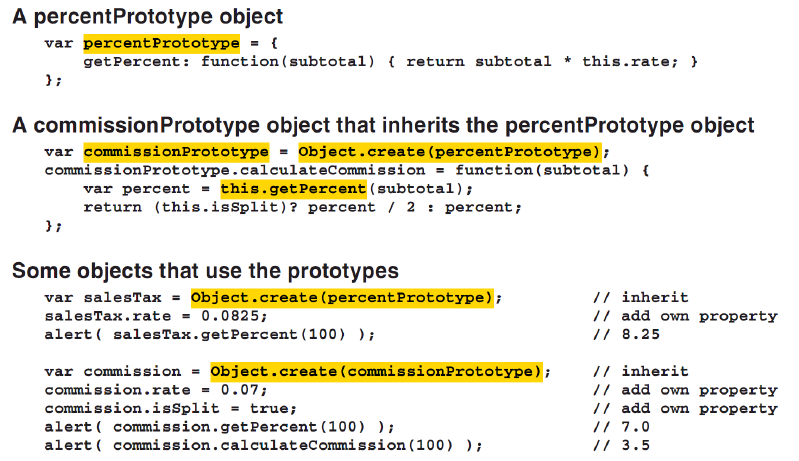 A percentPrototype object
var percentPrototype = {
getPercent: function(subtotal) { return subtotal * this.rate; }
};
A commissionPrototype object that inherits the percentPrototype object
var commissionPrototype = Object.create(percentPrototype);
commissionPrototype.calculateCommission = function(subtotal) {
var percent = this.getPercent(subtotal);
return (this.isSplit)? percent / 2 : percent;
};
Some objects that use the prototypes
var salesTax = Object.create(percentPrototype); // inherit
salesTax.rate = 0.0825; // add own property
alert( salesTax.getPercent(100) ); // 8.25
var commission = Object.create(commissionPrototype); // inherit
commission.rate = 0.07; // add own property
commission.isSplit = true; // add own property
alert( commission.getPercent(100) ); // 7.0
alert( commission.calculateCommission(100) ); // 3.5